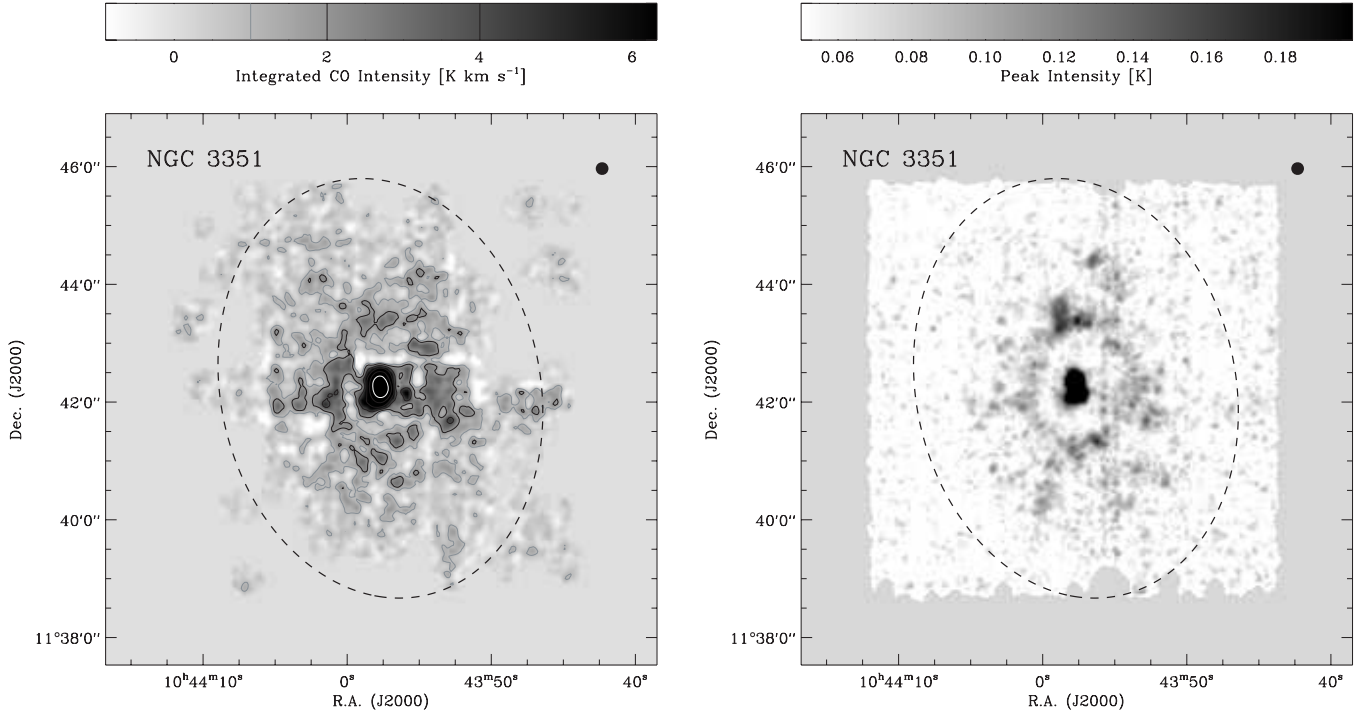 0 2 4 6
Integrated CO Intensity [K km s⁻¹]
0.06 0.08 0.10 0.12 0.14 0.16 0.18
Peak Intensity [K]
NGC 3351
46'0''
44'0''
42'0''
40'0''
11°38'0''
Dec. (J2000)
10ʰ44ᵐ10ˢ 0ˢ 43ᵐ50ˢ 40ˢ
R.A. (J2000)
NGC 3351
46'0''
44'0''
42'0''
40'0''
11°38'0''
Dec. (J2000)
10ʰ44ᵐ10ˢ 0ˢ 43ᵐ50ˢ 40ˢ
R.A. (J2000)